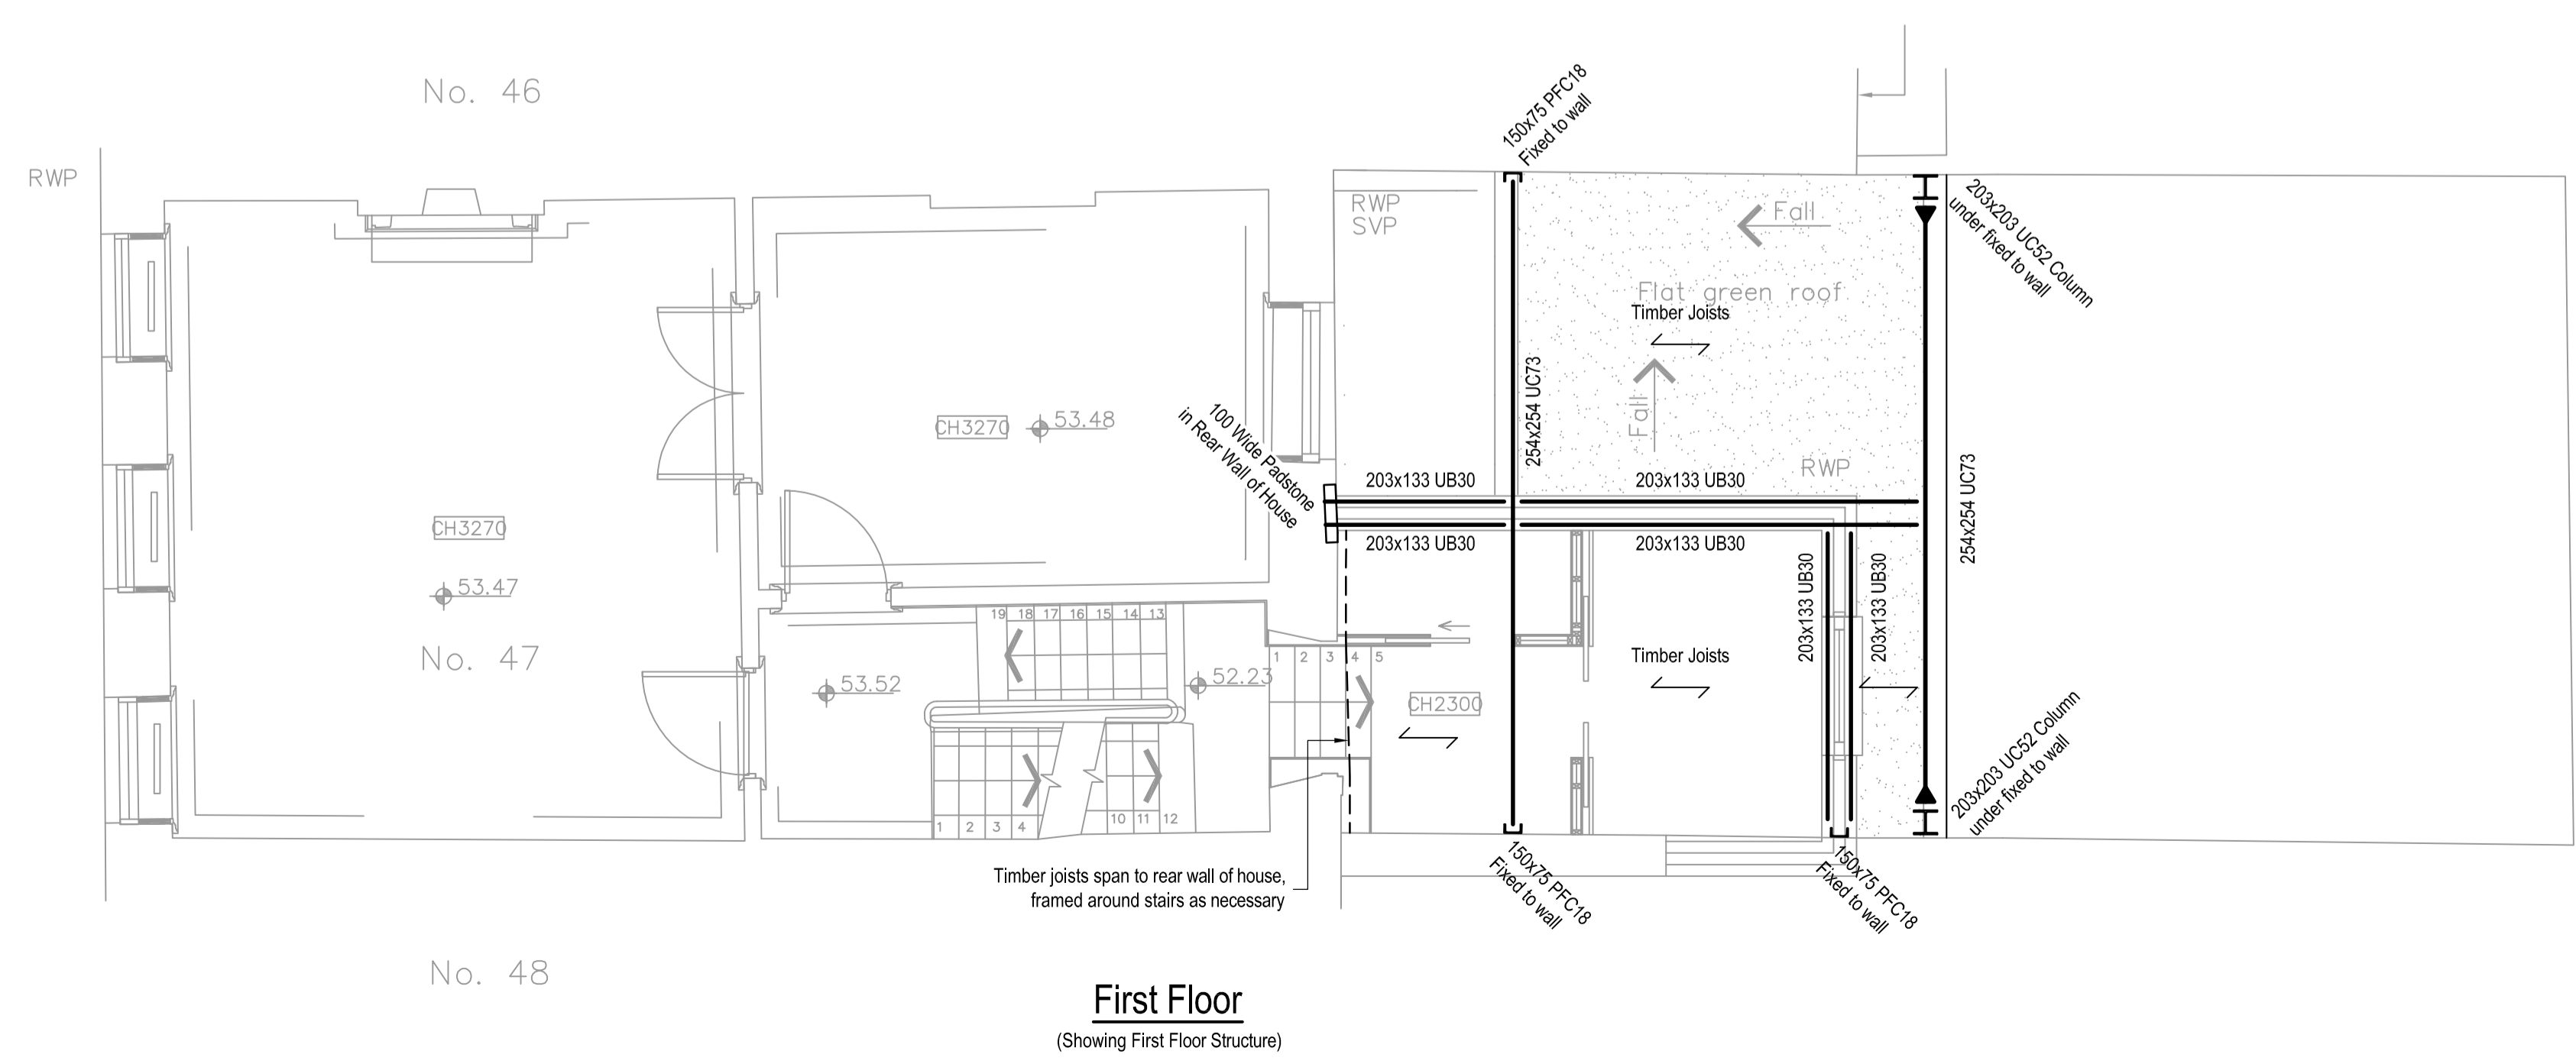 No. 46
RWP
150x75 PFC18
Fixed to wall
RWP
SVP
Fall
203x203 UC52 Column
under fixed to wall
Flat green roof
Timber Joists
254x254 UC73
Fall
CH3270
53.48
100 Wide Padstone
in Rear Wall of House
RWP
203x133 UB30
203x133 UB30
254x254 UC73
CH3270
53.47
203x133 UB30
203x133 UB30
203x133 UB30
203x133 UB30
19
18
17
16
15
14
13
No. 47
1
2
3
4
5
Timber Joists
53.52
52.23
CH2300
1
2
3
4
10
11
12
203x203 UC52 Column
under fixed to wall
Timber joists span to rear wall of house,
framed around stairs as necessary
150x75 PFC18
Fixed to wall
150x75 PFC18
Fixed to wall
No. 48
First Floor
(Showing First Floor Structure)